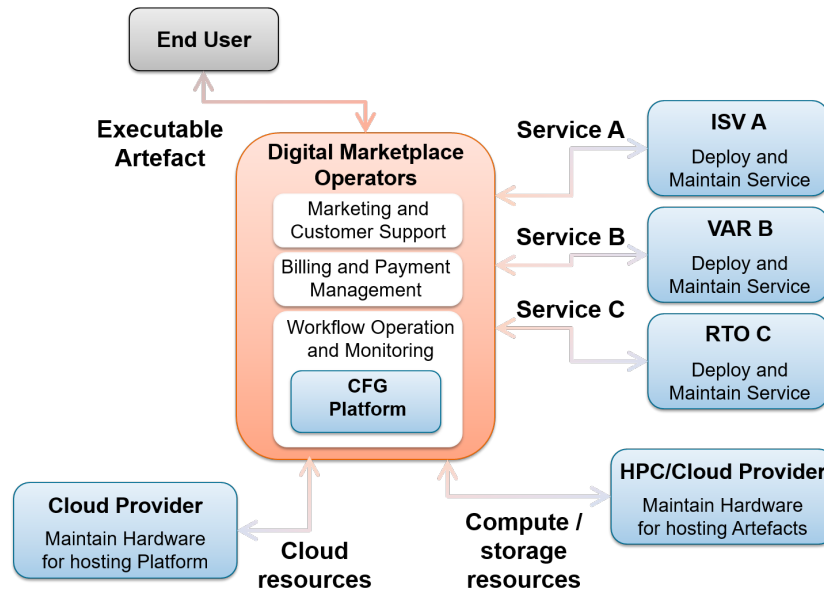 End User
Executable
Artefact
Digital Marketplace
Operators
Marketing and
Customer Support
Billing and Payment
Management
Workflow Operation
and Monitoring
CFG
Platform
Service A
ISV A
Deploy and
Maintain Service
Service B
VAR B
Deploy and
Maintain Service
Service C
RTO C
Deploy and
Maintain Service
Cloud Provider
Maintain Hardware
for hosting Platform
Cloud
resources
Compute /
storage
resources
HPC/Cloud Provider
Maintain Hardware
for hosting Artefacts